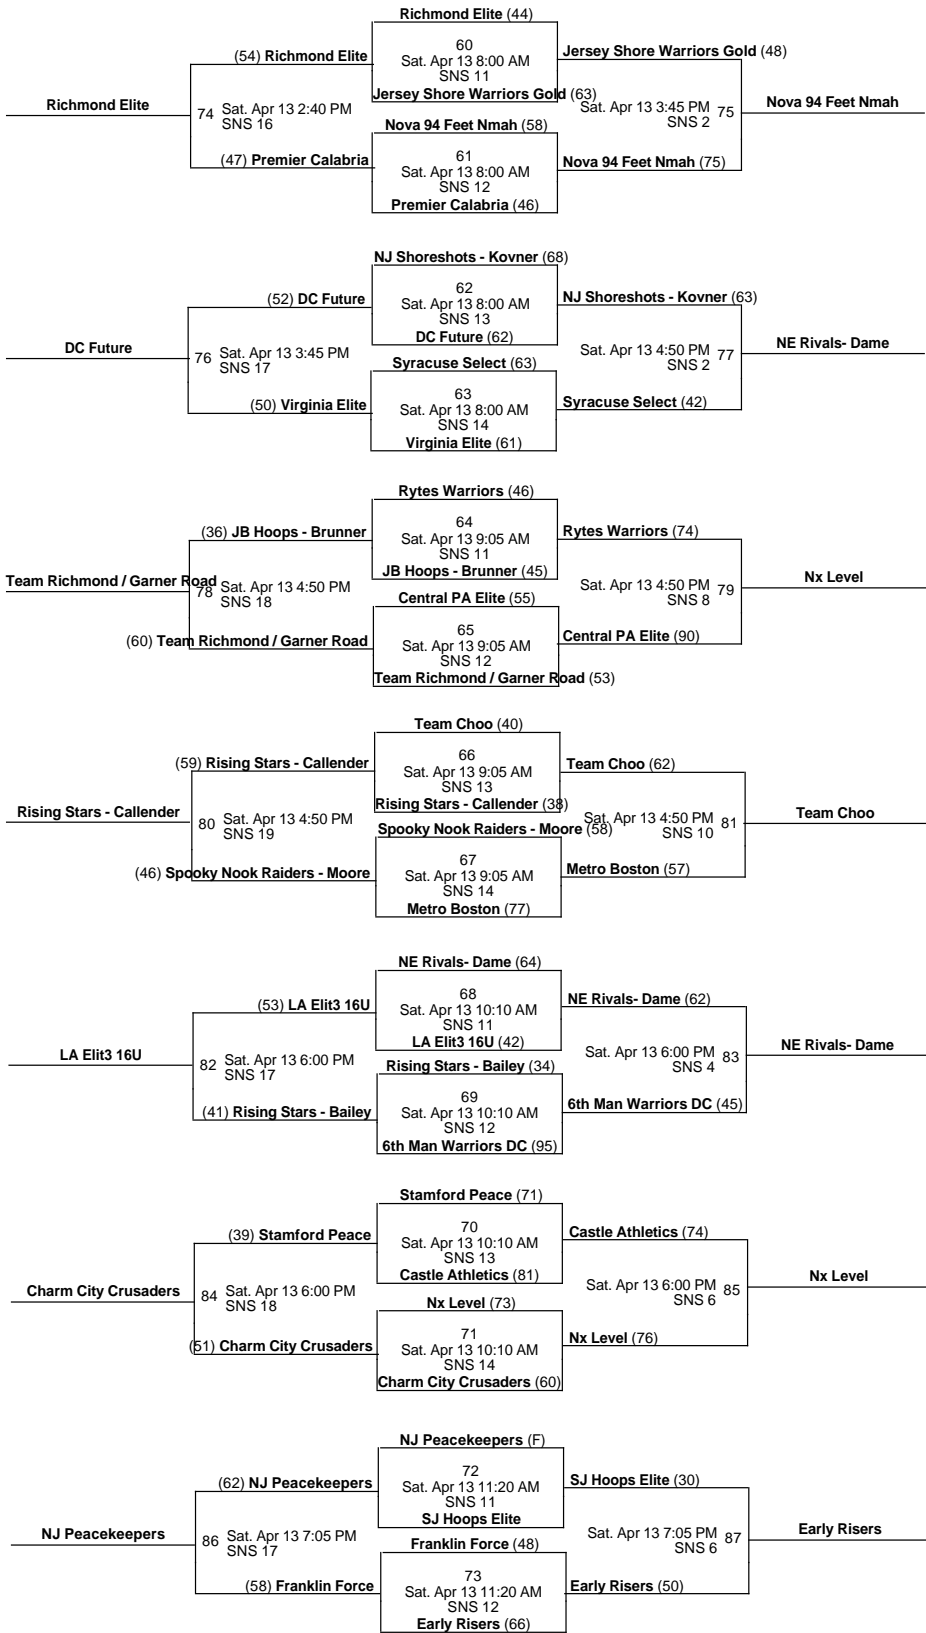 Richmond Elite (44)
(54) Richmond Elite
60
Sat. Apr 13 8:00 AM
SNS 11
Jersey Shore Warriors Gold (48)
Jersey Shore Warriors Gold (63)
Richmond Elite
74 Sat. Apr 13 2:40 PM
SNS 16
Sat. Apr 13 3:45 PM 75
SNS 2
Nova 94 Feet Nmah
Nova 94 Feet Nmah (58)
(47) Premier Calabria
61
Sat. Apr 13 8:00 AM
SNS 12
Nova 94 Feet Nmah (75)
Premier Calabria (46)
NJ Shoreshots - Kovner (68)
(52) DC Future
62
Sat. Apr 13 8:00 AM
SNS 13
NJ Shoreshots - Kovner (63)
DC Future (62)
DC Future
76 Sat. Apr 13 3:45 PM
SNS 17
Sat. Apr 13 4:50 PM 77
SNS 2
NE Rivals- Dame
Syracuse Select (63)
(50) Virginia Elite
63
Sat. Apr 13 8:00 AM
SNS 14
Syracuse Select (42)
Virginia Elite (61)
Rytes Warriors (46)
(36) JB Hoops - Brunner
64
Sat. Apr 13 9:05 AM
SNS 11
Rytes Warriors (74)
JB Hoops - Brunner (45)
Team Richmond / Garner Road
78 Sat. Apr 13 4:50 PM
SNS 18
Sat. Apr 13 4:50 PM 79
SNS 8
Nx Level
Central PA Elite (55)
(60) Team Richmond / Garner Road
65
Sat. Apr 13 9:05 AM
SNS 12
Central PA Elite (90)
Team Richmond / Garner Road (53)
Team Choo (40)
(59) Rising Stars - Callender
66
Sat. Apr 13 9:05 AM
SNS 13
Team Choo (62)
Rising Stars - Callender (38)
Rising Stars - Callender
80 Sat. Apr 13 4:50 PM
SNS 19
Sat. Apr 13 4:50 PM 81
SNS 10
Team Choo
Spooky Nook Raiders - Moore (58)
(46) Spooky Nook Raiders - Moore
67
Sat. Apr 13 9:05 AM
SNS 14
Metro Boston (57)
Metro Boston (77)
NE Rivals- Dame (64)
(53) LA Elit3 16U
68
Sat. Apr 13 10:10 AM
SNS 11
NE Rivals- Dame (62)
LA Elit3 16U (42)
LA Elit3 16U
82 Sat. Apr 13 6:00 PM
SNS 17
Sat. Apr 13 6:00 PM 83
SNS 4
NE Rivals- Dame
Rising Stars - Bailey (34)
(41) Rising Stars - Bailey
69
Sat. Apr 13 10:10 AM
SNS 12
6th Man Warriors DC (45)
6th Man Warriors DC (95)
Stamford Peace (71)
(39) Stamford Peace
70
Sat. Apr 13 10:10 AM
SNS 13
Castle Athletics (74)
Castle Athletics (81)
Charm City Crusaders
84 Sat. Apr 13 6:00 PM
SNS 18
Sat. Apr 13 6:00 PM 85
SNS 6
Nx Level
Nx Level (73)
(51) Charm City Crusaders
71
Sat. Apr 13 10:10 AM
SNS 14
Nx Level (76)
Charm City Crusaders (60)
NJ Peacekeepers (F)
(62) NJ Peacekeepers
72
Sat. Apr 13 11:20 AM
SNS 11
SJ Hoops Elite (30)
SJ Hoops Elite
NJ Peacekeepers
86 Sat. Apr 13 7:05 PM
SNS 17
Sat. Apr 13 7:05 PM 87
SNS 6
Early Risers
Franklin Force (48)
(58) Franklin Force
73
Sat. Apr 13 11:20 AM
SNS 12
Early Risers (50)
Early Risers (66)